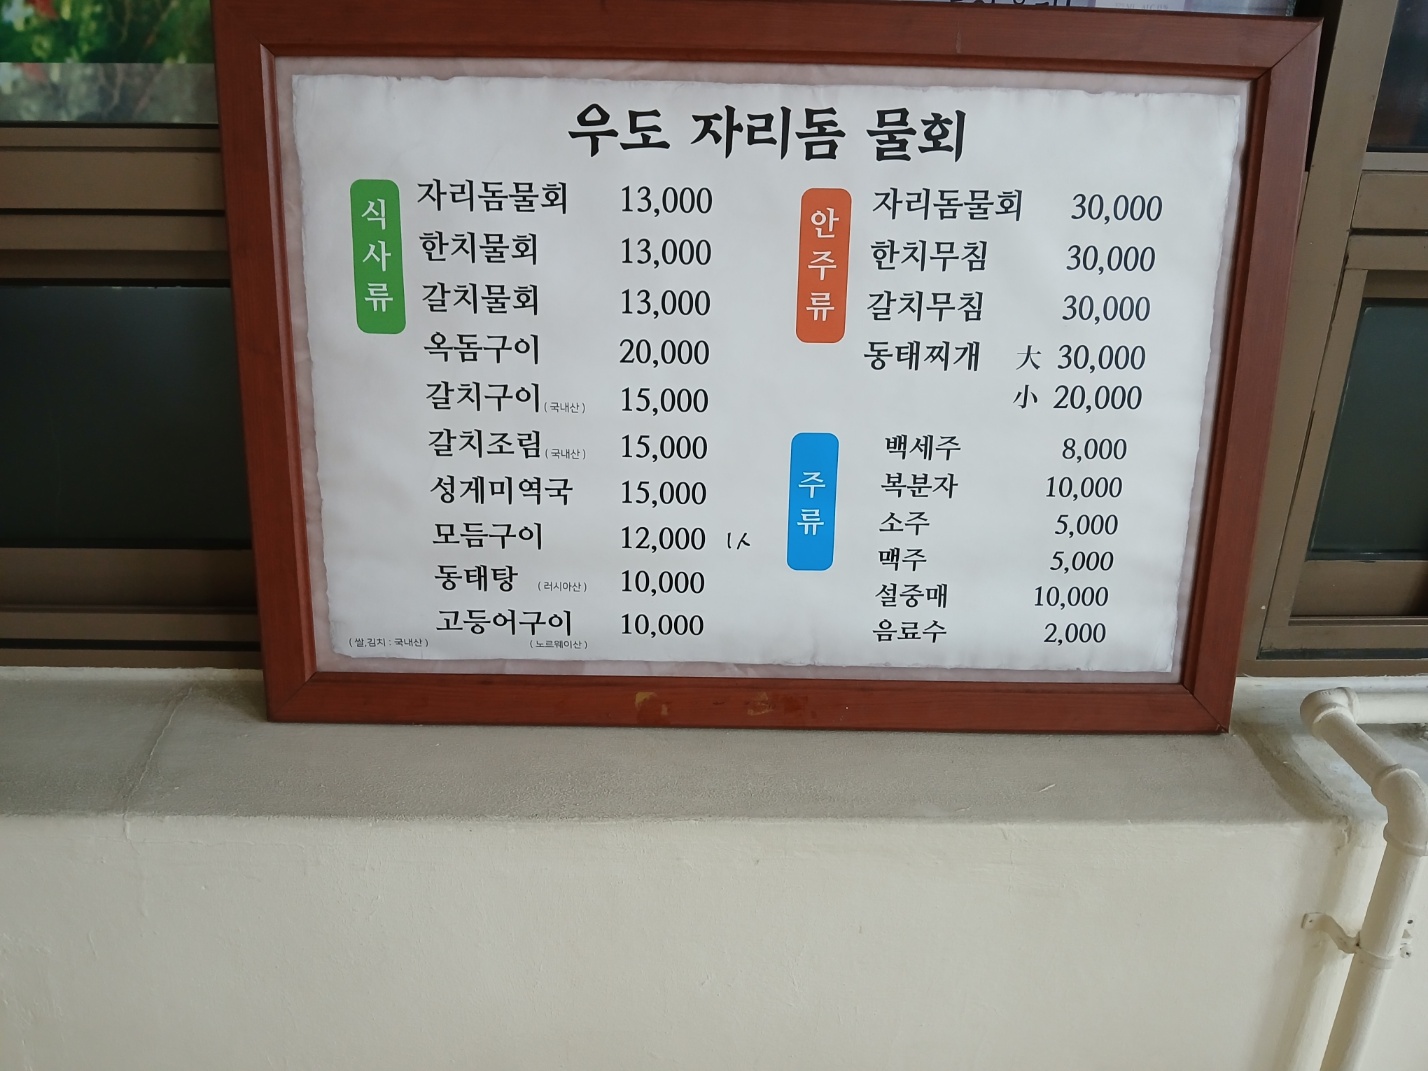 우도 자리돔 물회
식사류
자리돔물회 13,000
한치물회 13,000
갈치물회 13,000
옥돔구이 20,000
갈치구이 (국내산) 15,000
갈치조림 (국내산) 15,000
성게미역국 15,000
모듬구이 12,000 1人
동태탕 (러시아산) 10,000
고등어구이 10,000
(쌀,김치 : 국내산) (노르웨이산)
안주류
자리돔물회 30,000
한치무침 30,000
갈치무침 30,000
동태찌개 大 30,000
小 20,000
주류
백세주 8,000
복분자 10,000
소주 5,000
맥주 5,000
설중매 10,000
음료수 2,000